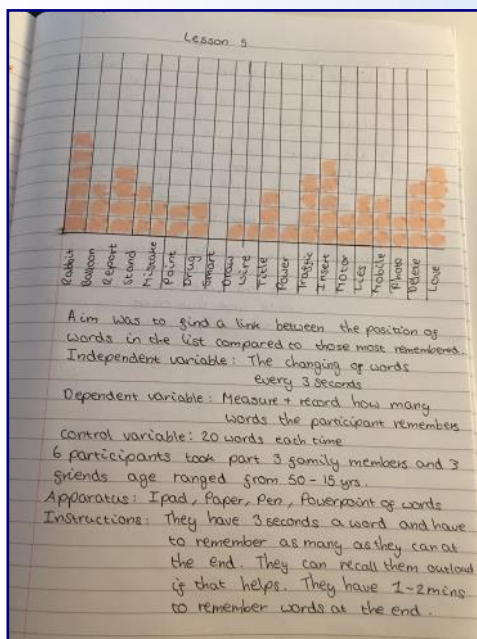 Lesson 5
Rabbit
Balloon
Report
Stand
Mistake
Paint
Drug
Smart
Draw
Wire
Title
Power
Traffic
Insert
Motor
Lies
Mobile
Photo
Delete
Love
Aim was to find a link between the position of
words in the list compared to those most remembered.
Independent variable: The changing of words
every 3 seconds
Dependent variable: Measure + record how many
words the participant remembers
control variable: 20 words each time
6 participants took part 3 family members and 3
friends age ranged from 50-15 yrs.
Apparatus: Ipad, Paper, Pen, Powerpoint of words
Instructions: They have 3 seconds a word and have
to remember as many as they can at
the end. They can recall them outloud
if that helps. They have 1-2mins
to remember words at the end.